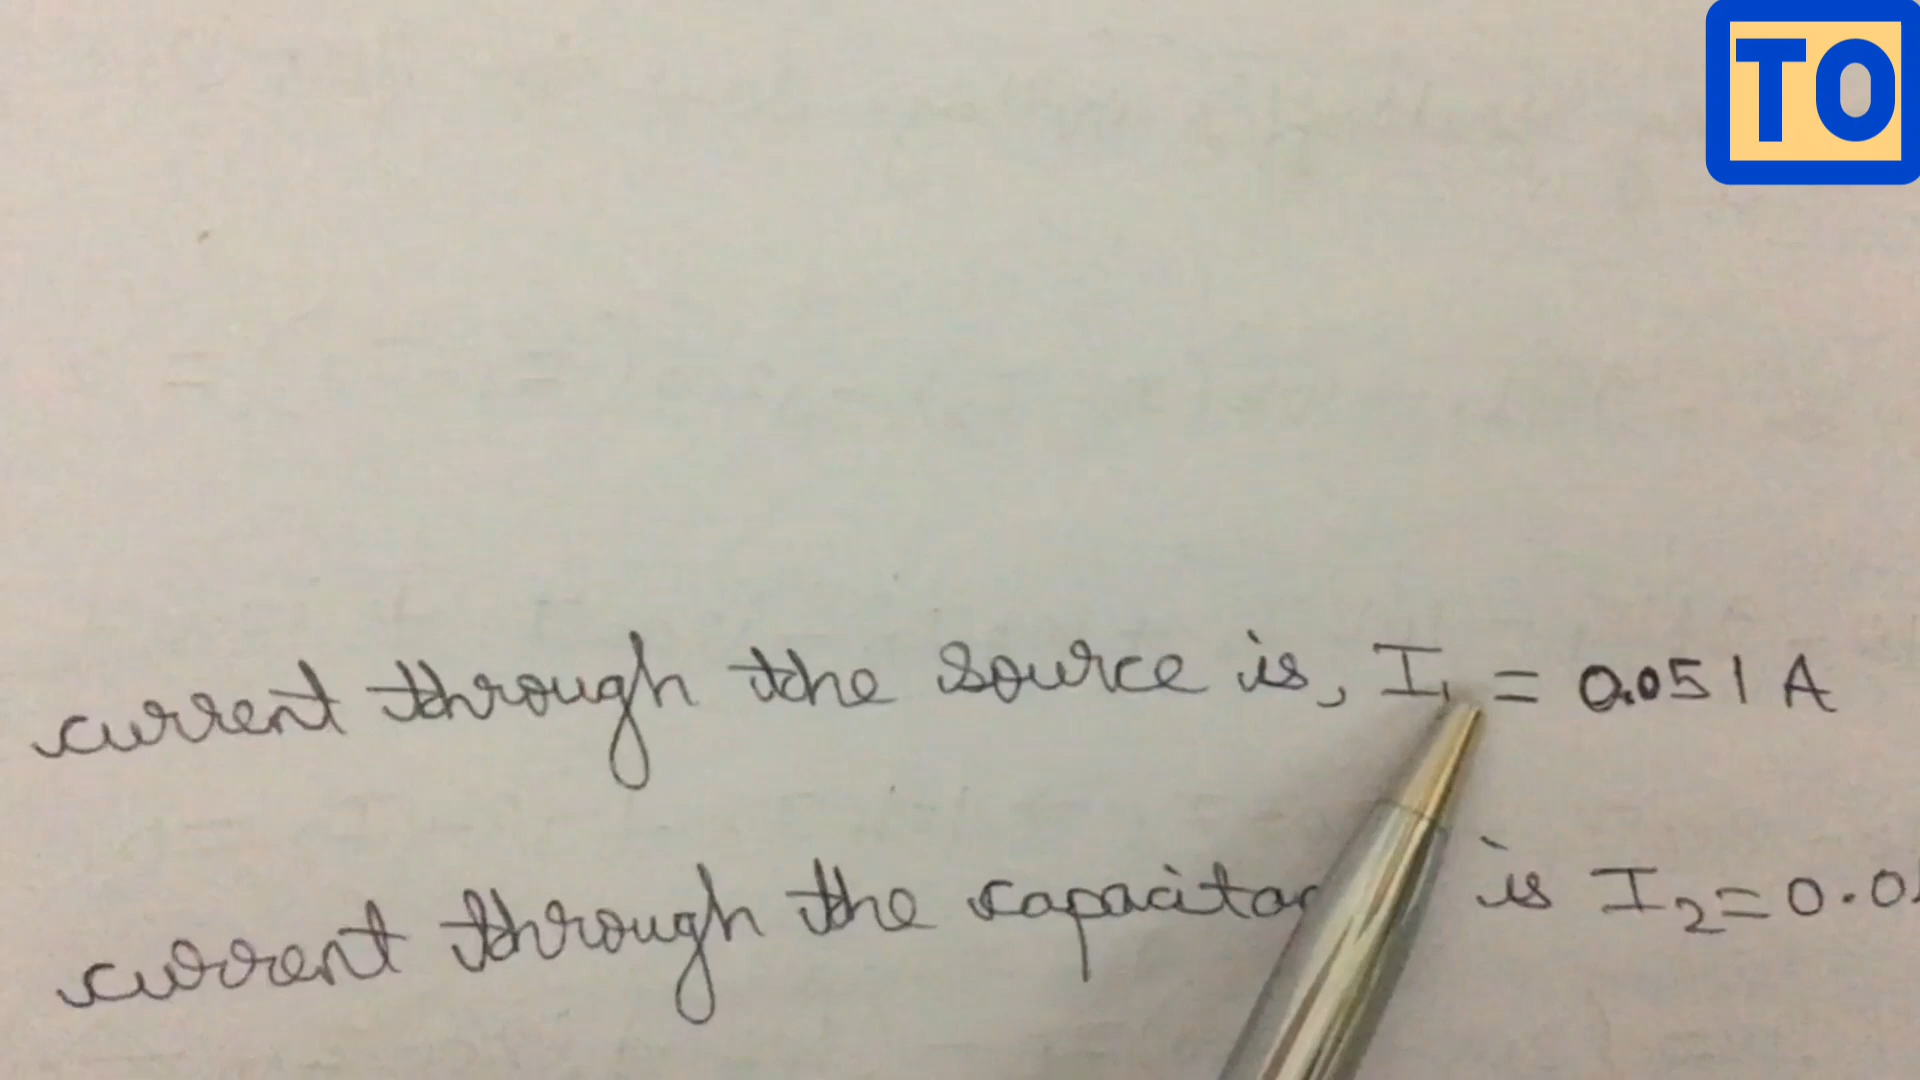 TO
current through the source is, I₁ = 0.051 A
current through the capacitor is I₂ = 0.0